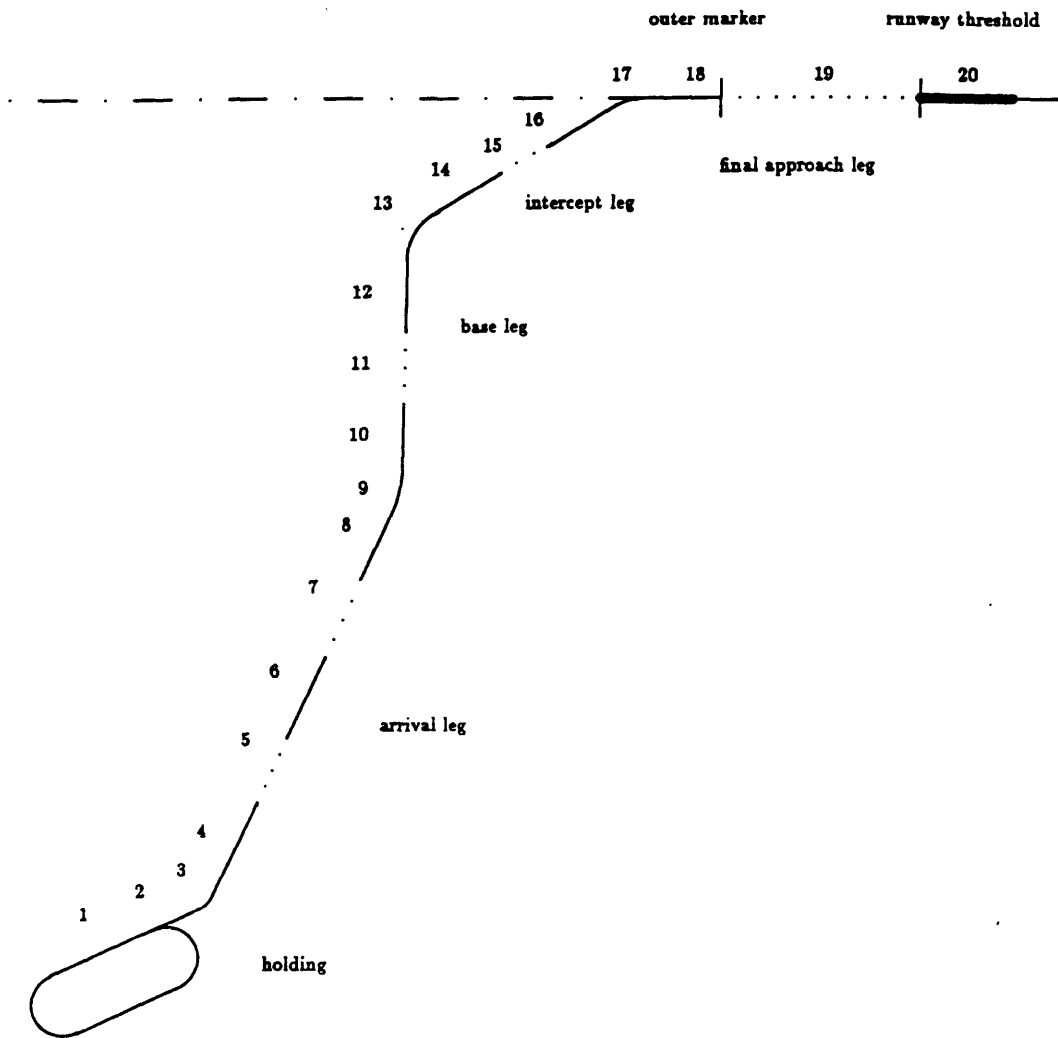 outer marker runway threshold
17 18 19 20
16
15
14 final approach leg
13 intercept leg
12
base leg
11
10
9
8
7
6
arrival leg
5
4
3
2
1
holding